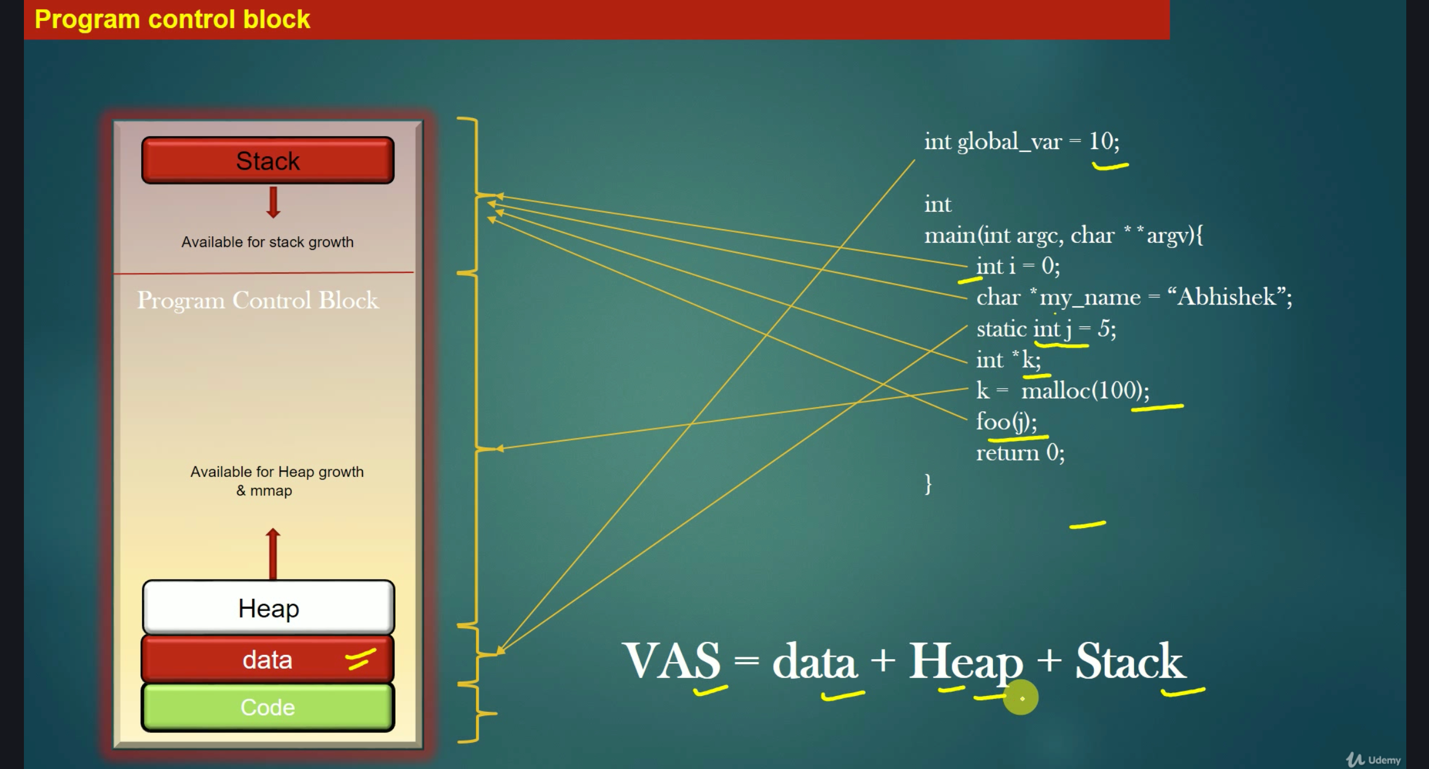 Program control block
Stack
Available for stack growth
Program Control Block
Available for Heap growth
& mmap
Heap
data
Code
int global_var = 10;
int
main(int argc, char **argv){
int i = 0;
char *my_name = “Abhishek”;
static int j = 5;
int *k;
k = malloc(100);
foo(j);
return 0;
}
VAS = data + Heap + Stack
Udemy